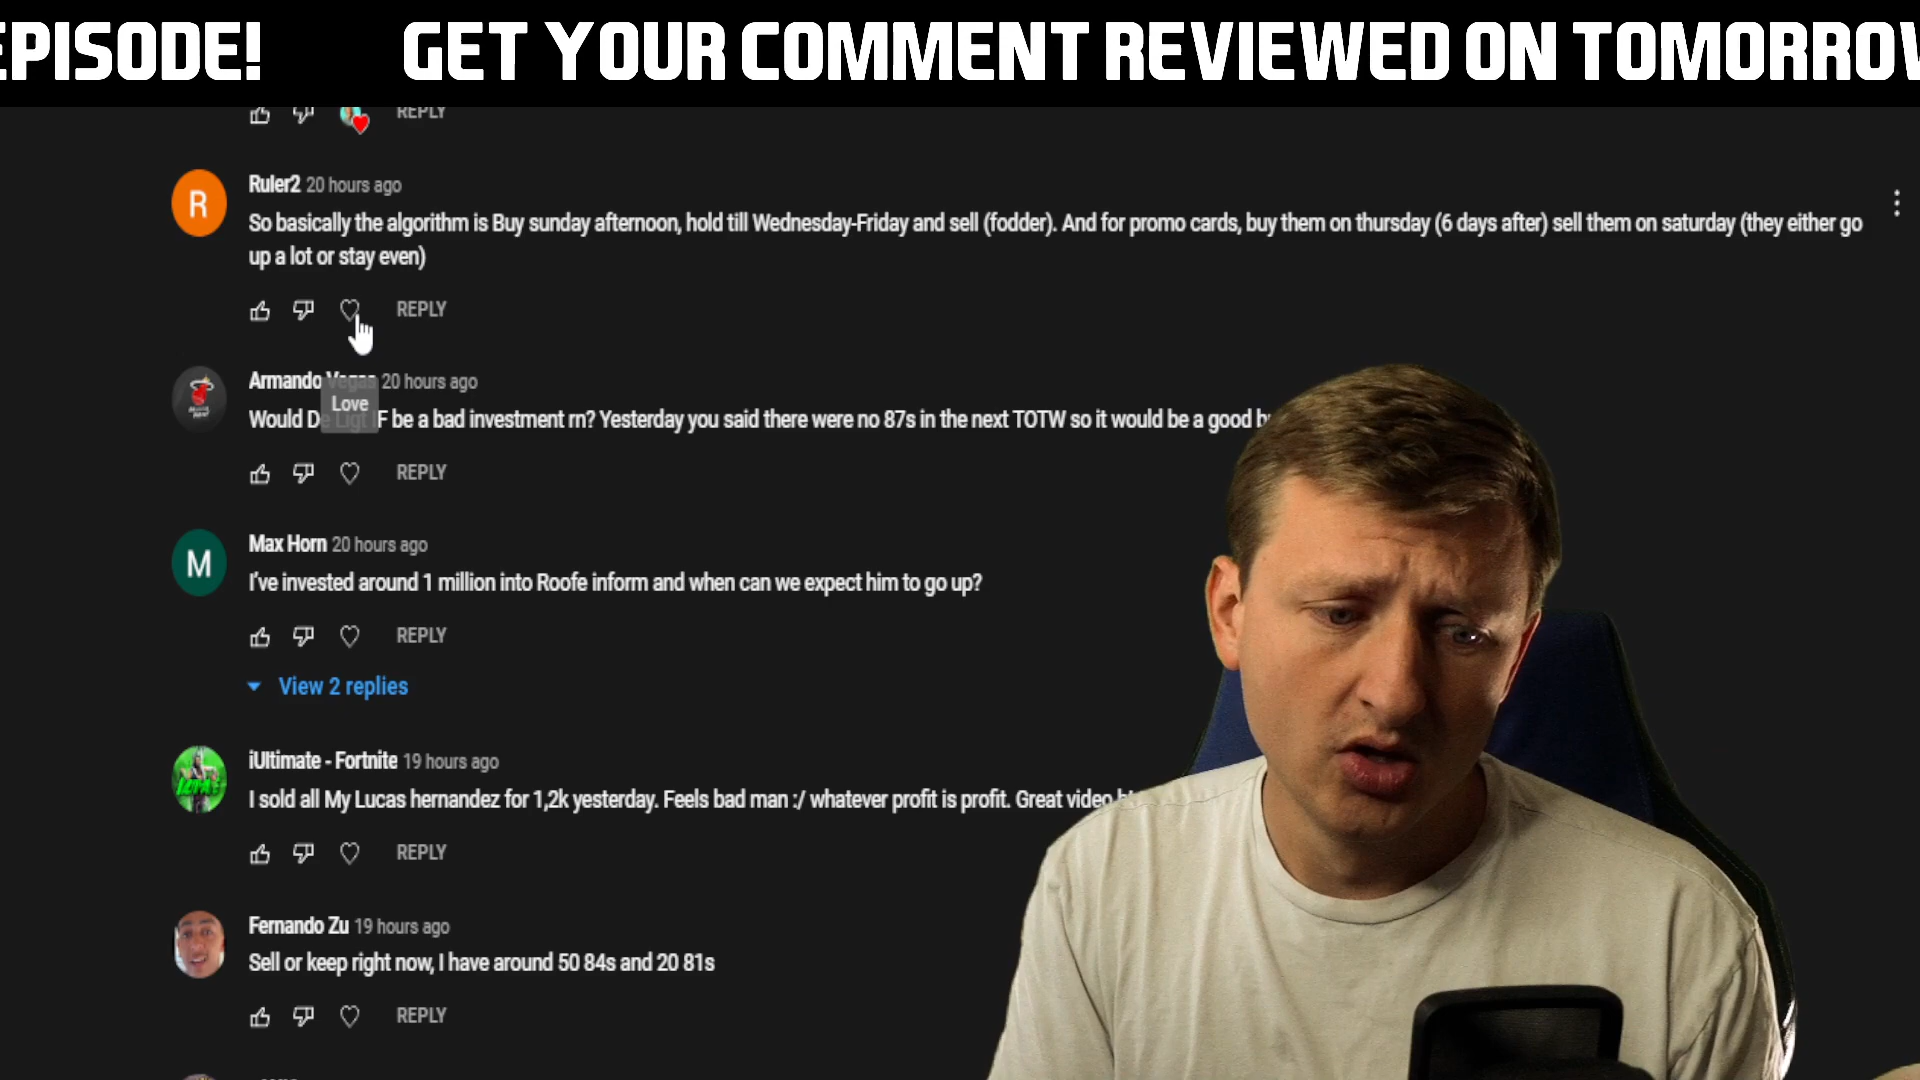 EPISODE! GET YOUR COMMENT REVIEWED ON TOMORROW
REPLY
R
Ruler2 20 hours ago
So basically the algorithm is Buy sunday afternoon, hold till Wednesday-Friday and sell (fodder). And for promo cards, buy them on thursday (6 days after) sell them on saturday (they either go
up a lot or stay even)
REPLY
Armando Vegas 20 hours ago
Love
Would De Ligt IF be a bad investment rn? Yesterday you said there were no 87s in the next TOTW so it would be a good
REPLY
M
Max Horn 20 hours ago
I've invested around 1 million into Roofe inform and when can we expect him to go up?
REPLY
View 2 replies
iUltimate - Fortnite 19 hours ago
I sold all My Lucas hernandez for 1,2k yesterday. Feels bad man :/ whatever profit is profit. Great video
REPLY
Fernando Zu 19 hours ago
Sell or keep right now, I have around 50 84s and 20 81s
REPLY